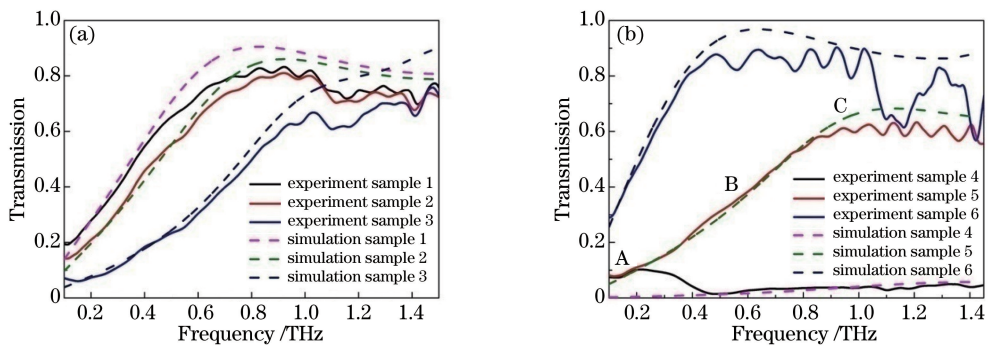 (a)
Transmission
1.0
0.8
0.6
0.4
0.2
0
0.2 0.4 0.6 0.8 1.0 1.2 1.4
Frequency /THz
experiment sample 1
experiment sample 2
experiment sample 3
simulation sample 1
simulation sample 2
simulation sample 3
(b)
Transmission
1.0
0.8
0.6
0.4
0.2
0
0.2 0.4 0.6 0.8 1.0 1.2 1.4
Frequency /THz
A
B
C
experiment sample 4
experiment sample 5
experiment sample 6
simulation sample 4
simulation sample 5
simulation sample 6